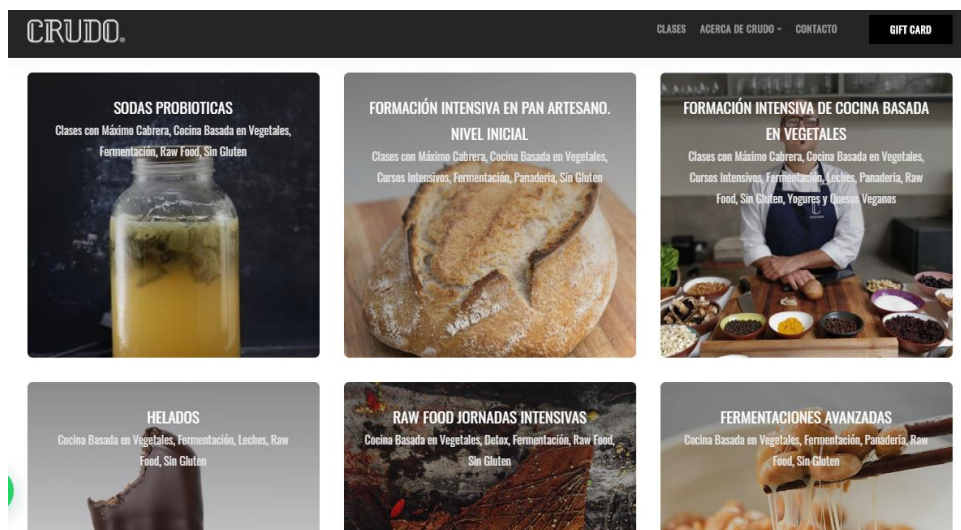 CRUDO.
CLASES ACERCA DE CRUDO CONTACTO GIFT CARD
SODAS PROBIOTICAS
Clases con Máximo Cabrera, Cocina Basada en Vegetales,
Fermentación, Raw Food, Sin Gluten
FORMACIÓN INTENSIVA EN PAN ARTESANO.
NIVEL INICIAL
Clases con Máximo Cabrera, Cocina Basada en Vegetales,
Cursos Intensivos, Fermentación, Panaderia, Sin Gluten
FORMACIÓN INTENSIVA DE COCINA BASADA
EN VEGETALES
Clases con Máximo Cabrera, Cocina Basada en Vegetales,
Cursos Intensivos, Fermentación, Leches, Panaderia, Raw
Food, Sin Gluten, Yogures y Quesos Veganos
HELADOS
Cocina Basada en Vegetales, Fermentación, Leches, Raw
Food, Sin Gluten
RAW FOOD JORNADAS INTENSIVAS
Cocina Basada en Vegetales, Detox, Fermentación, Raw Food,
Sin Gluten
FERMENTACIONES AVANZADAS
Cocina Basada en Vegetales, Fermentación, Panaderia, Raw
Food, Sin Gluten